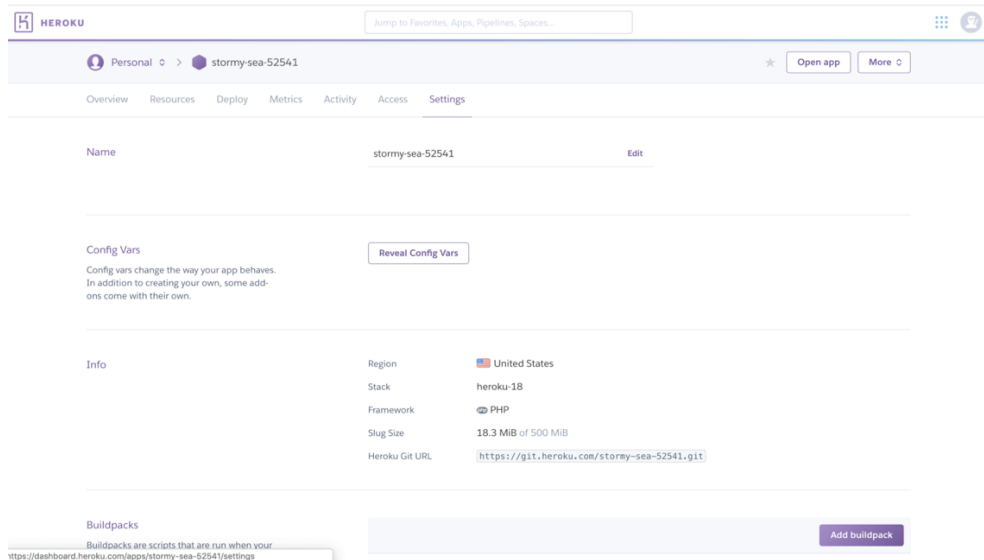 HEROKU
Jump to Favorites, Apps, Pipelines, Spaces...
Personal > stormy-sea-52541
Open app
More
Overview Resources Deploy Metrics Activity Access Settings
Name
stormy-sea-52541
Edit
Config Vars
Config vars change the way your app behaves.
In addition to creating your own, some add-
ons come with their own.
Reveal Config Vars
Info
Region United States
Stack heroku-18
Framework PHP
Slug Size 18.3 MiB of 500 MiB
Heroku Git URL https://git.heroku.com/stormy-sea-52541.git
Buildpacks
Buildpacks are scripts that are run when your
Add buildpack
https://dashboard.heroku.com/apps/stormy-sea-52541/settings